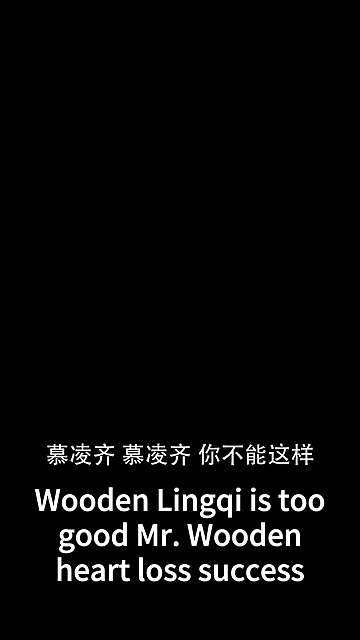 慕凌齐 慕凌齐 你不能这样
Wooden Lingqi is too
good Mr. Wooden
heart loss success